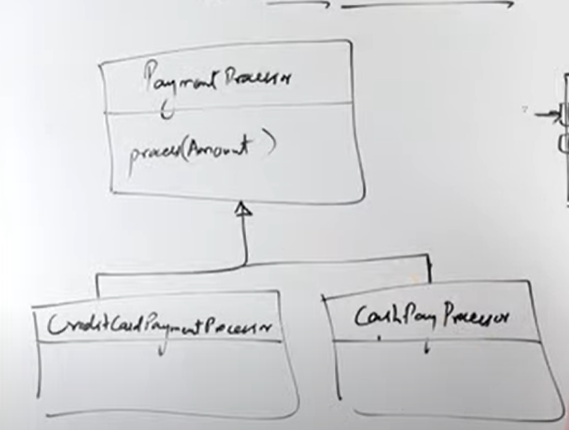 PaymentProcessor
process(Amount)
CreditCardPaymentProcessor
CashPayProcessor